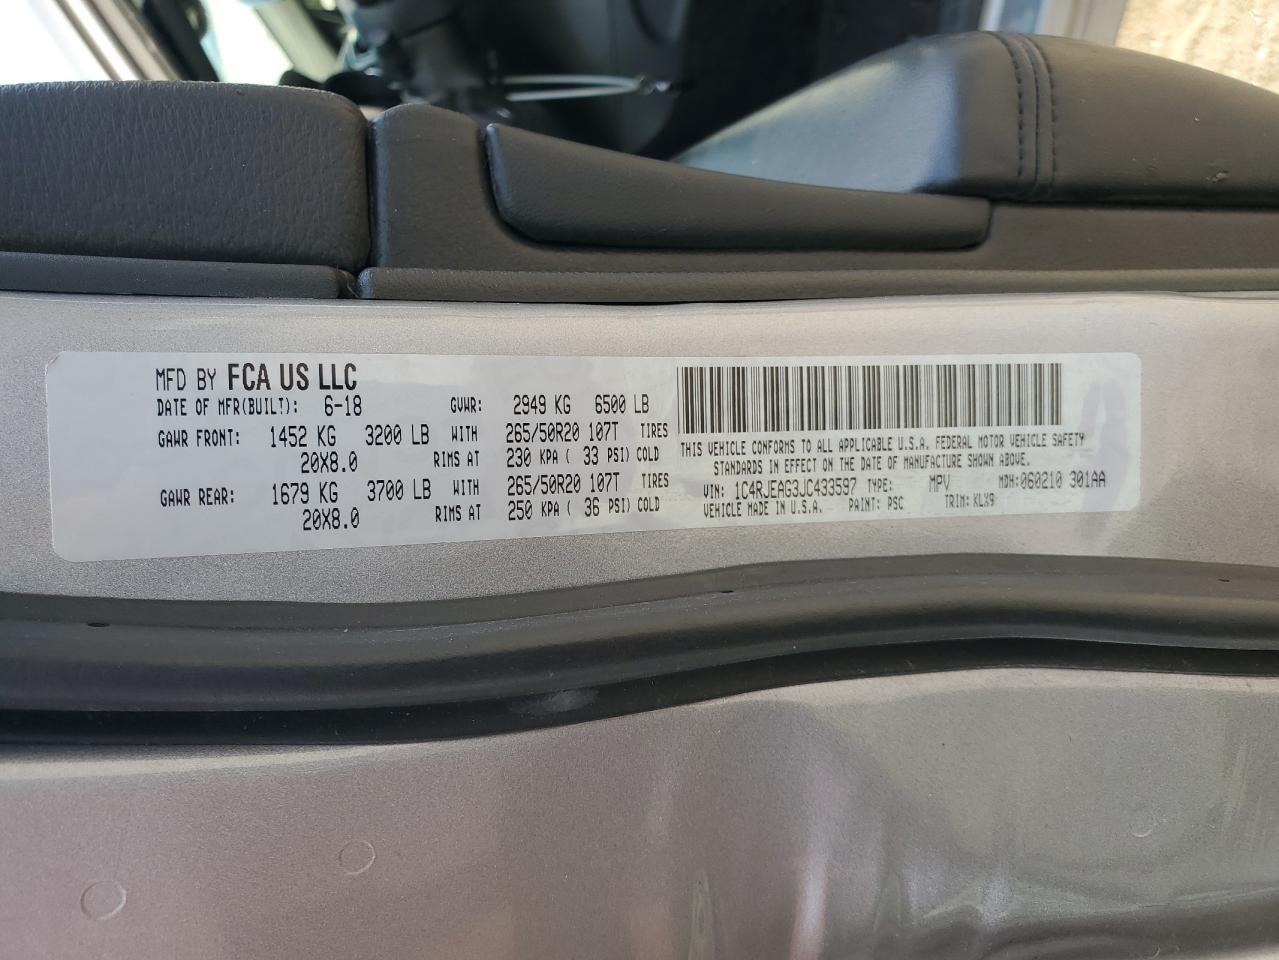 MFD BY FCA US LLC
DATE OF MFR(BUILT): 6-18 GVWR: 2949 KG 6500 LB
GAWR FRONT: 1452 KG 3200 LB WITH 265/50R20 107T TIRES
20X8.0 RIMS AT 230 KPA ( 33 PSI) COLD
GAWR REAR: 1679 KG 3700 LB WITH 265/50R20 107T TIRES
20X8.0 RIMS AT 250 KPA ( 36 PSI) COLD
THIS VEHICLE CONFORMS TO ALL APPLICABLE U.S.A. FEDERAL MOTOR VEHICLE SAFETY
STANDARDS IN EFFECT ON THE DATE OF MANUFACTURE SHOWN ABOVE.
VIN: 1C4RJEAG3JC433597 TYPE: MPV MDH: 060210 301AA
VEHICLE MADE IN U.S.A. PAINT: PSC TRIM: KLX9